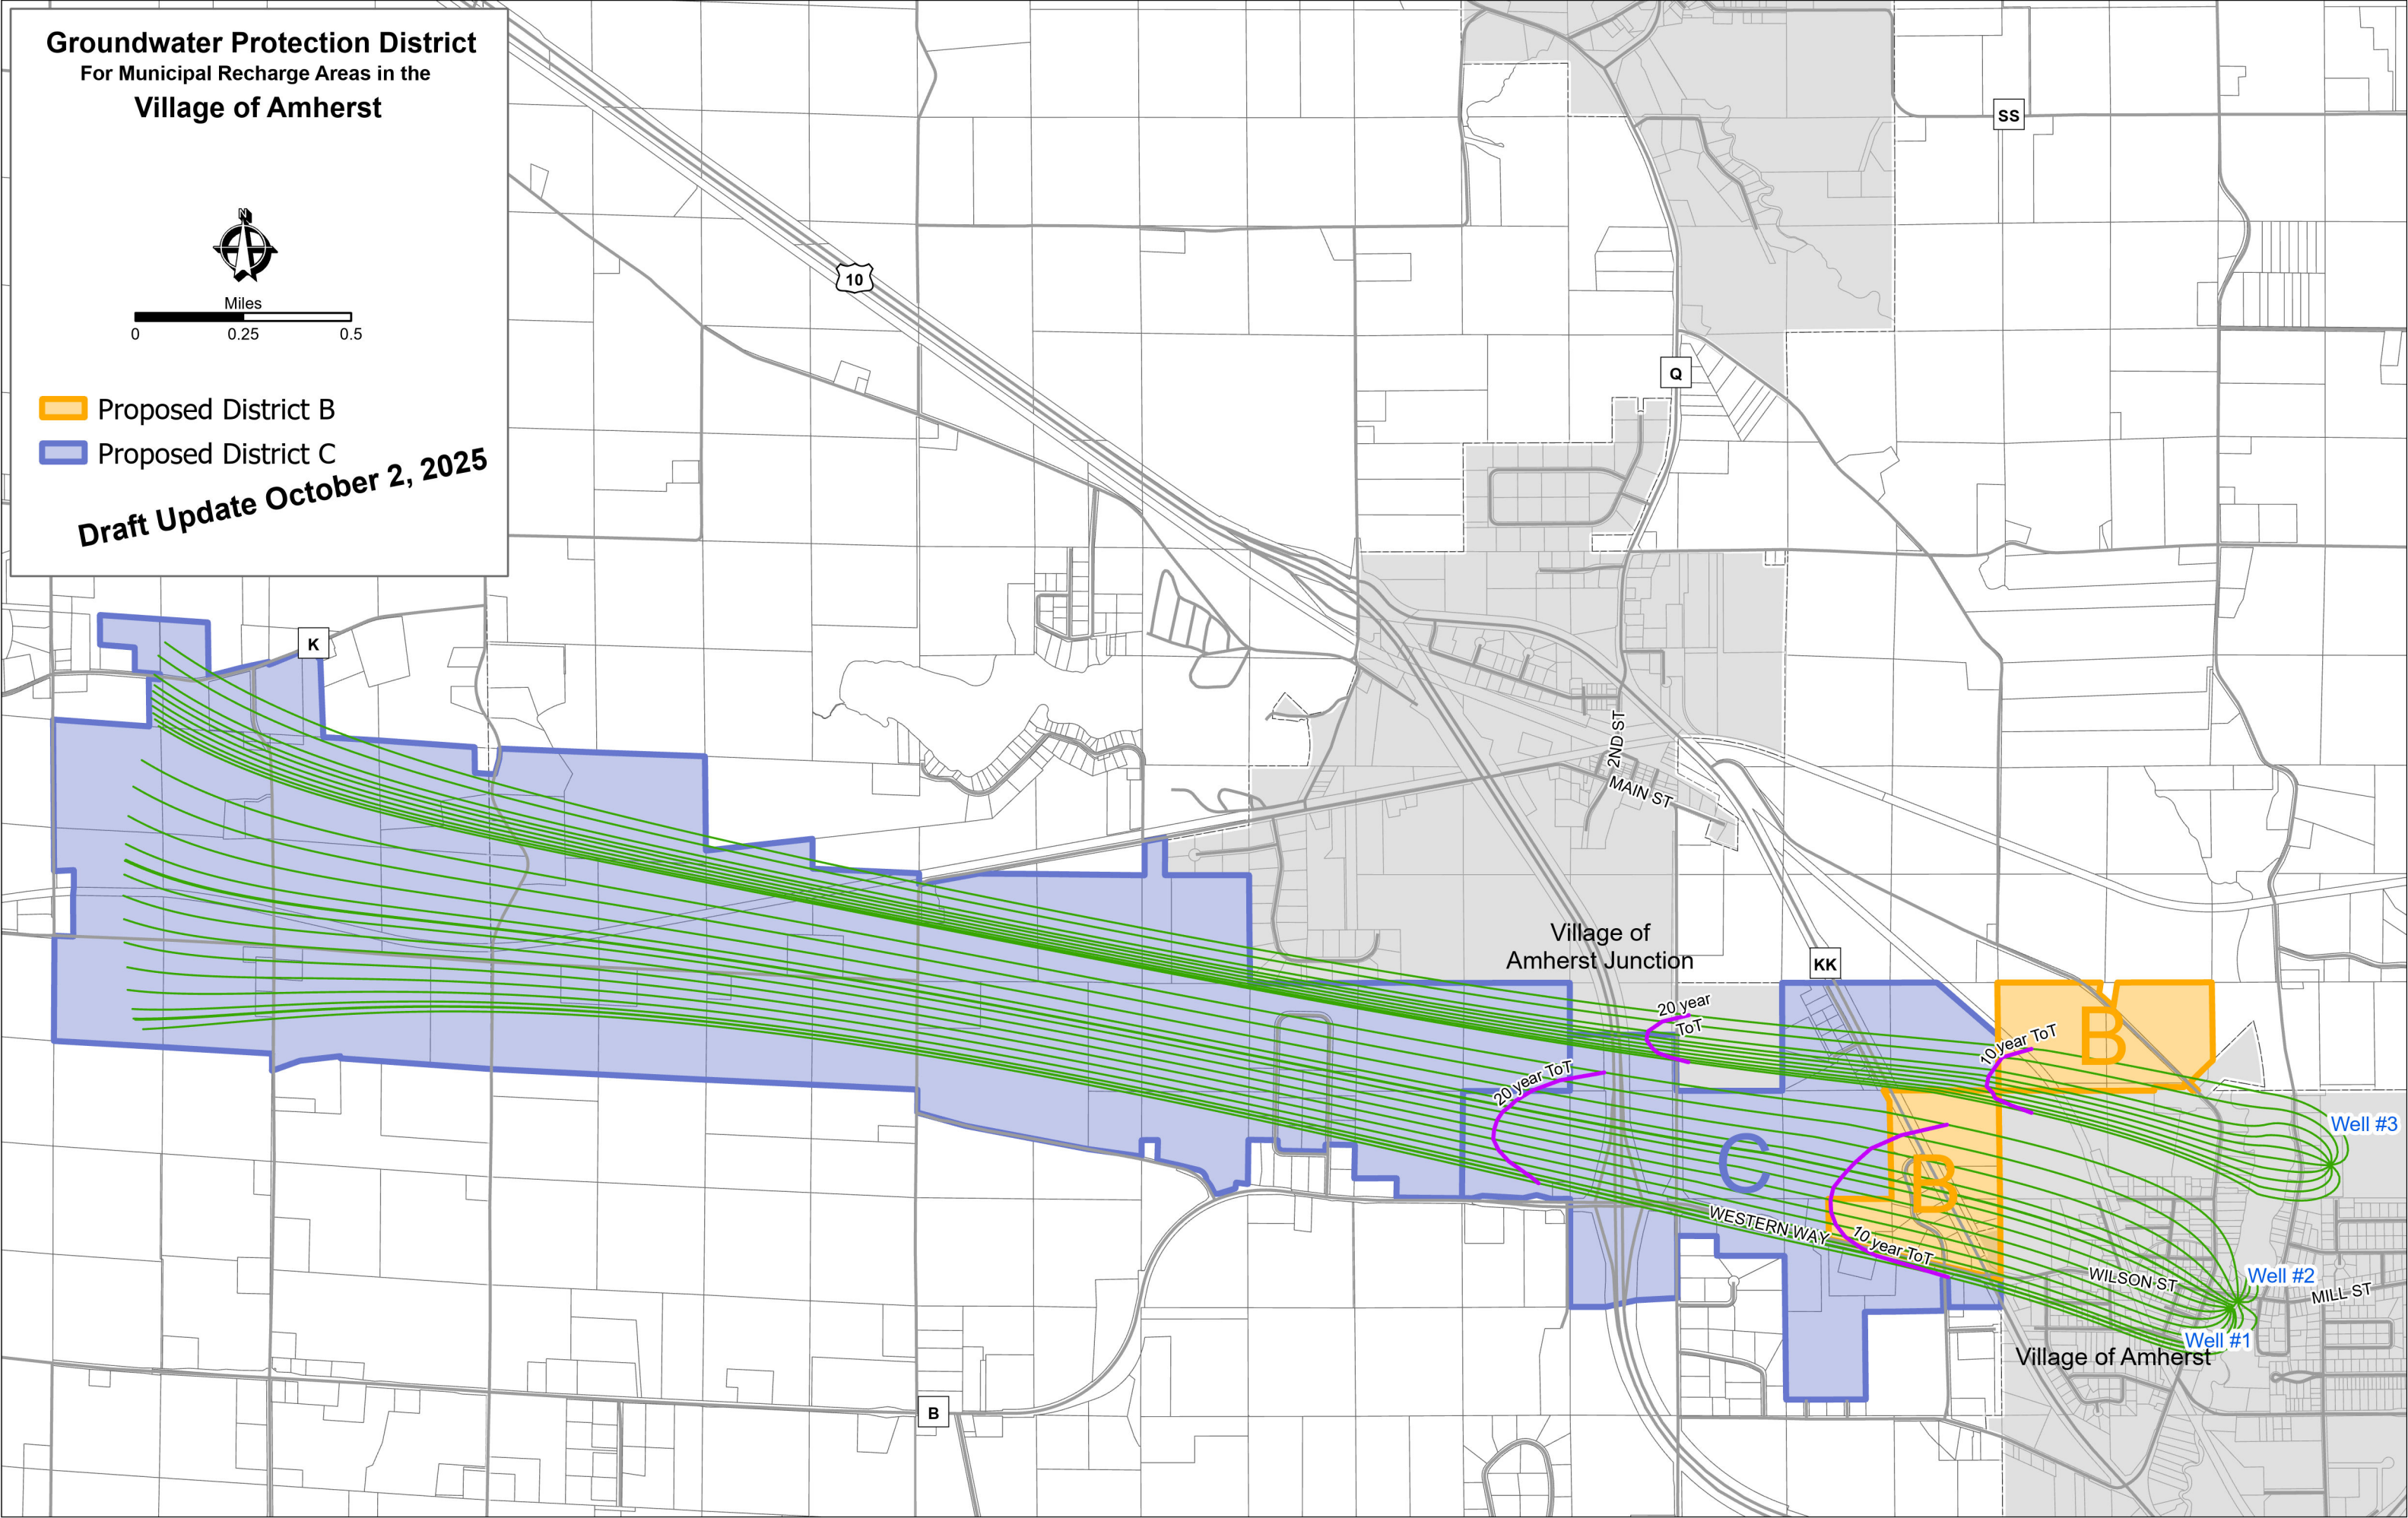 Groundwater Protection District
For Municipal Recharge Areas in the
Village of Amherst
N
Miles
0 0.25 0.5
Proposed District B
Proposed District C
Draft Update October 2, 2025
SS
10
Q
K
2ND ST
MAIN ST
Village of
Amherst Junction
KK
20 year
ToT
10 year ToT
B
20 year ToT
Well #3
C
B
WESTERN WAY
10 year ToT
WILSON ST
Well #2
MILL ST
Well #1
Village of Amherst
B